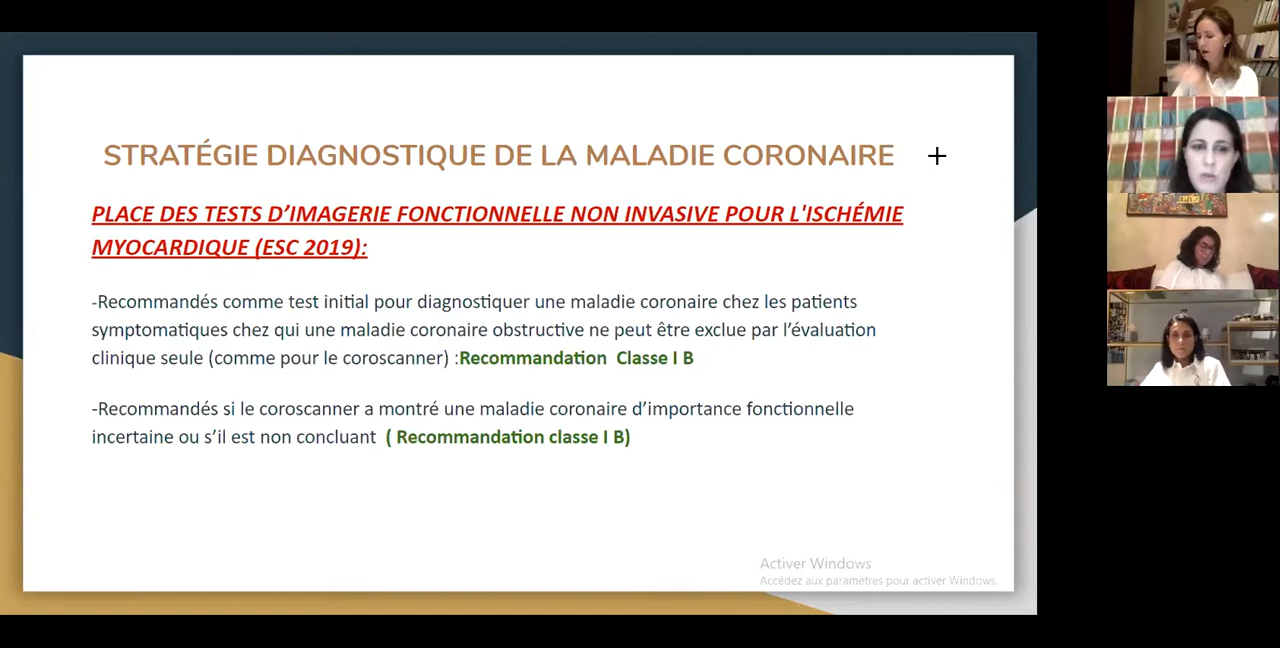 STRATÉGIE DIAGNOSTIQUE DE LA MALADIE CORONAIRE
PLACE DES TESTS D’IMAGERIE FONCTIONNELLE NON INVASIVE POUR L'ISCHÉMIE
MYOCARDIQUE (ESC 2019):
-Recommandés comme test initial pour diagnostiquer une maladie coronaire chez les patients
symptomatiques chez qui une maladie coronaire obstructive ne peut être exclue par l’évaluation
clinique seule (comme pour le coroscanner) :Recommandation Classe I B
-Recommandés si le coroscanner a montré une maladie coronaire d’importance fonctionnelle
incertaine ou s’il est non concluant ( Recommandation classe I B)
Activer Windows
Accédez aux paramètres pour activer Windows.